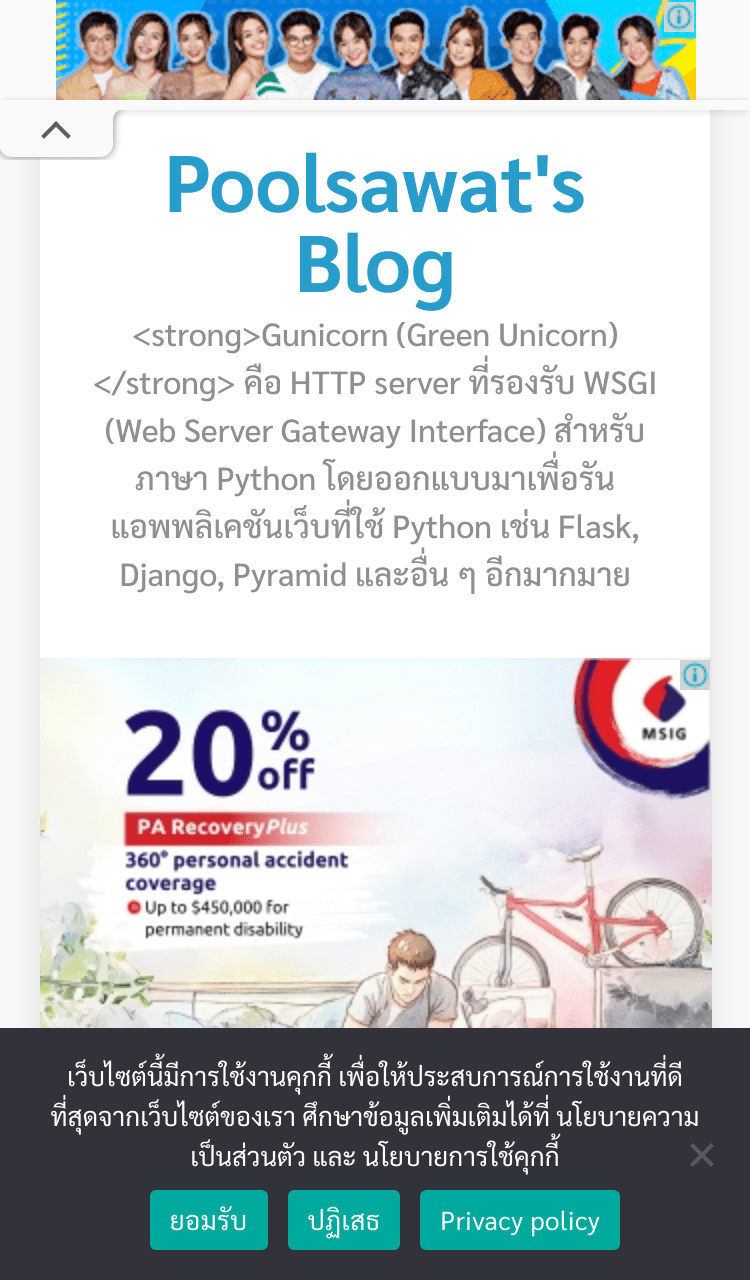 Poolsawat's
Blog
<strong>Gunicorn (Green Unicorn)
</strong> คือ HTTP server ที่รองรับ WSGI
(Web Server Gateway Interface) สำหรับ
ภาษา Python โดยออกแบบมาเพื่อรัน
แอพพลิเคชันเว็บที่ใช้ Python เช่น Flask,
Django, Pyramid และอื่น ๆ อีกมากมาย
MSIG
20% off
PA RecoveryPlus
360° personal accident
coverage
Up to $450,000 for
permanent disability
เว็บไซต์นี้มีการใช้งานคุกกี้ เพื่อให้ประสบการณ์การใช้งานที่ดี
ที่สุดจากเว็บไซต์ของเรา ศึกษาข้อมูลเพิ่มเติมได้ที่ นโยบายความ
เป็นส่วนตัว และ นโยบายการใช้คุกกี้
ยอมรับ ปฏิเสธ Privacy policy